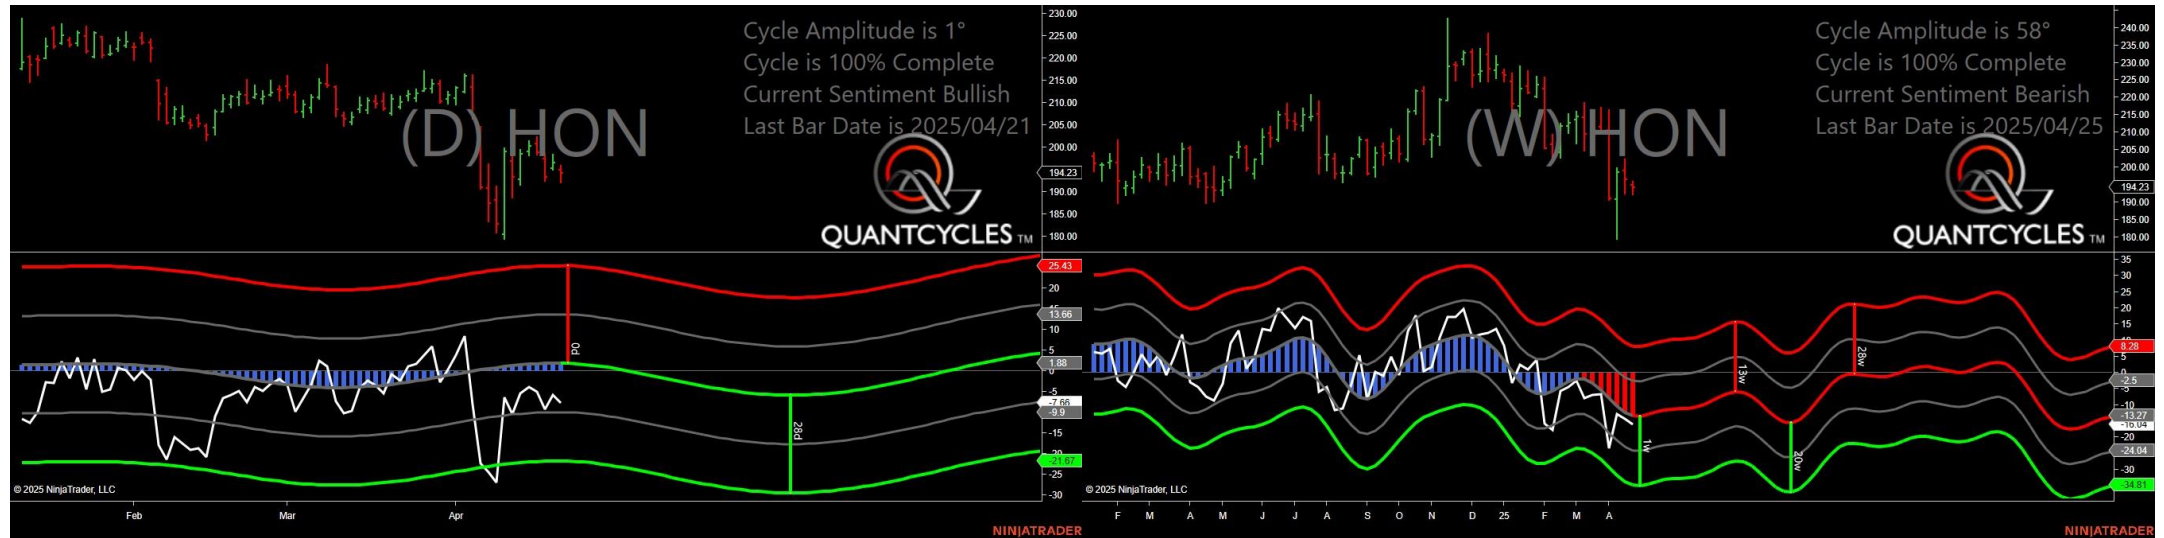 230.00
225.00
220.00
215.00
210.00
205.00
200.00
194.23
190.00
185.00
180.00
Cycle Amplitude is 1°
Cycle is 100% Complete
Current Sentiment Bullish
Last Bar Date is 2025/04/21
(D) HON
QUANTCYCLES TM
25.43
20
13.66
10
5
1.88
0
-5
-7.66
-9.9
-15
-21.67
-25
-30
0d
28d
© 2025 NinjaTrader, LLC
Feb Mar Apr
NINJATRADER
240.00
235.00
230.00
225.00
220.00
215.00
210.00
205.00
200.00
194.23
190.00
185.00
180.00
Cycle Amplitude is 58°
Cycle is 100% Complete
Current Sentiment Bearish
Last Bar Date is 2025/04/25
(W) HON
QUANTCYCLES TM
35
30
25
20
15
8.28
5
0
-2.5
-5
-10
-13.27
-16.04
-20
-24.04
-30
-34.81
1w
13w
20w
28w
© 2025 NinjaTrader, LLC
F M A M J J A S O N D 25 F M A
NINJATRADER